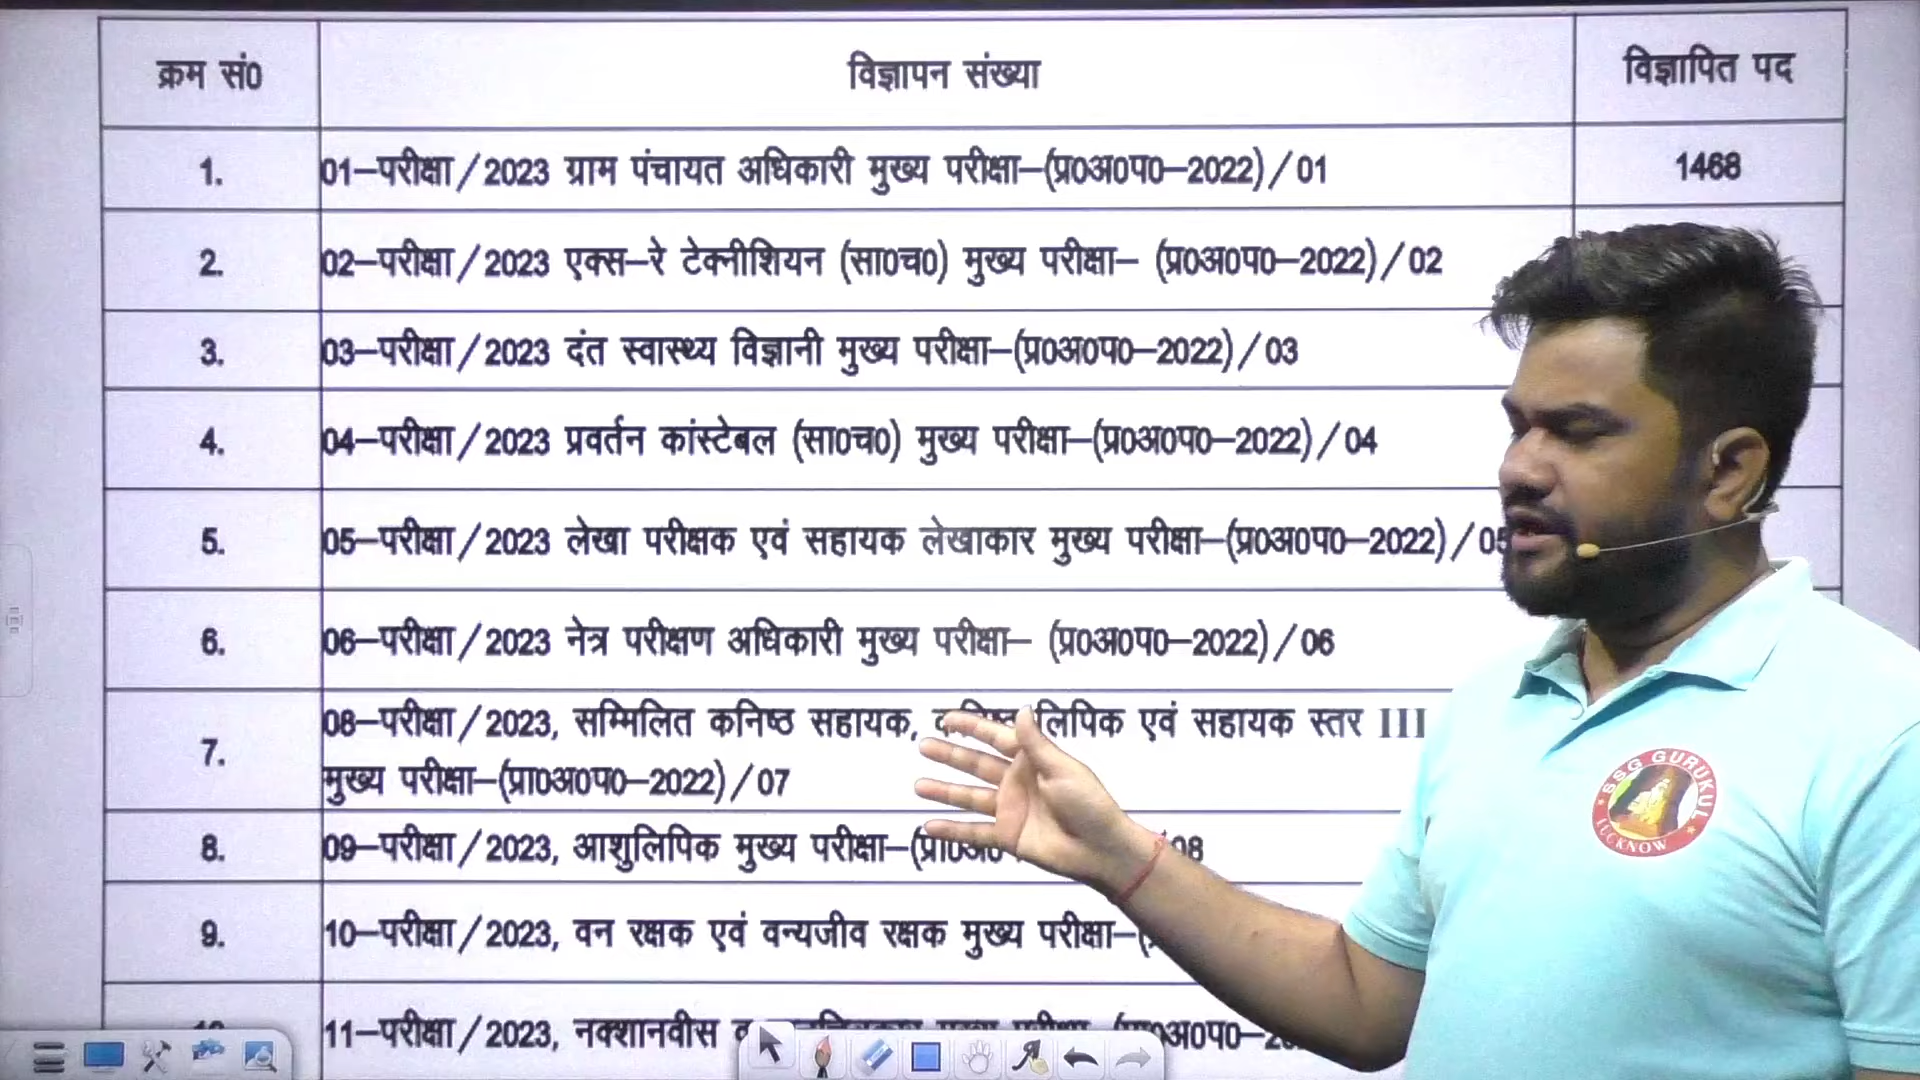 क्रम सं0 विज्ञापन संख्या विज्ञापित पद
1. 01–परीक्षा/2023 ग्राम पंचायत अधिकारी मुख्य परीक्षा–(प्र0अ0प0–2022)/01 1468
2. 02–परीक्षा/2023 एक्स–रे टेक्नीशियन (सा0च0) मुख्य परीक्षा– (प्र0अ0प0–2022)/02
3. 03–परीक्षा/2023 दंत स्वास्थ्य विज्ञानी मुख्य परीक्षा–(प्र0अ0प0–2022)/03
4. 04–परीक्षा/2023 प्रवर्तन कांस्टेबल (सा0च0) मुख्य परीक्षा–(प्र0अ0प0–2022)/04
5. 05–परीक्षा/2023 लेखा परीक्षक एवं सहायक लेखाकार मुख्य परीक्षा–(प्र0अ0प0–2022)/05
6. 06–परीक्षा/2023 नेत्र परीक्षण अधिकारी मुख्य परीक्षा– (प्र0अ0प0–2022)/06
7. 08–परीक्षा/2023, सम्मिलित कनिष्ठ सहायक, लिपिक एवं सहायक स्तर III
मुख्य परीक्षा–(प्रा0अ0प0–2022)/07
8. 09–परीक्षा/2023, आशुलिपिक मुख्य परीक्षा– 08
9. 10–परीक्षा/2023, वन रक्षक एवं वन्यजीव रक्षक मुख्य परीक्षा–
11–परीक्षा/2023, नक्शानवीस
SSG GURUKUL
LUCKNOW